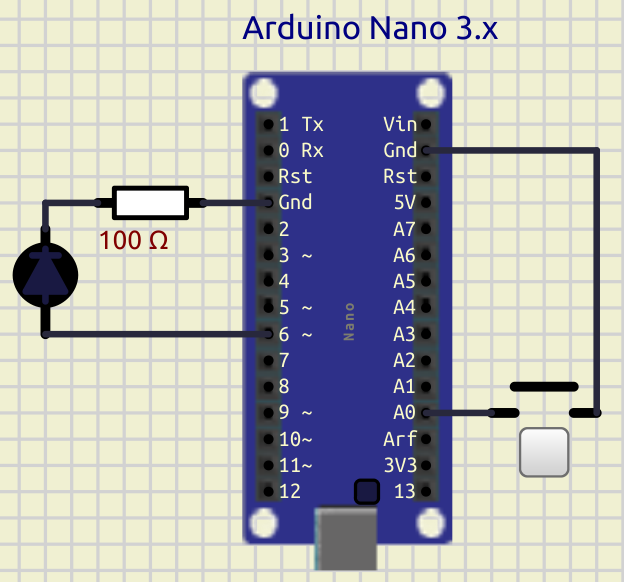 Arduino Nano 3.x
1 Tx Vin
0 Rx Gnd
Rst Rst
Gnd 5V
2 A7
3 ~ A6
4 A5
5 ~ A4
6 ~ A3
7 A2
8 A1
9 ~ A0
10~ Arf
11~ 3V3
12 13
Nano
100 Ω